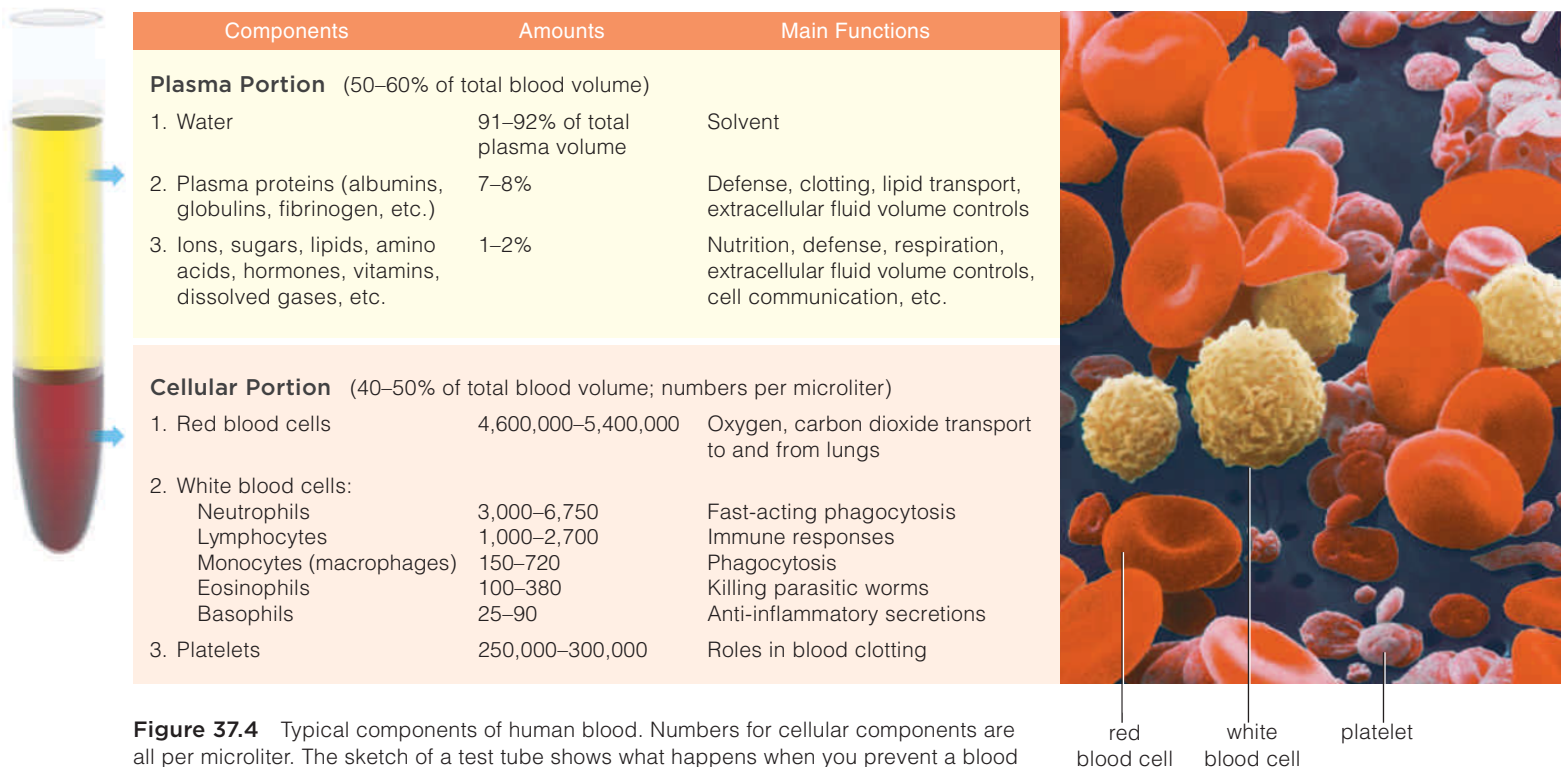 Components Amounts Main Functions
Plasma Portion (50–60% of total blood volume)
1. Water 91–92% of total Solvent
plasma volume
2. Plasma proteins (albumins, 7–8% Defense, clotting, lipid transport,
globulins, fibrinogen, etc.) extracellular fluid volume controls
3. Ions, sugars, lipids, amino 1–2% Nutrition, defense, respiration,
acids, hormones, vitamins, extracellular fluid volume controls,
dissolved gases, etc. cell communication, etc.
Cellular Portion (40–50% of total blood volume; numbers per microliter)
1. Red blood cells 4,600,000–5,400,000 Oxygen, carbon dioxide transport
to and from lungs
2. White blood cells:
Neutrophils 3,000–6,750 Fast-acting phagocytosis
Lymphocytes 1,000–2,700 Immune responses
Monocytes (macrophages) 150–720 Phagocytosis
Eosinophils 100–380 Killing parasitic worms
Basophils 25–90 Anti-inflammatory secretions
3. Platelets 250,000–300,000 Roles in blood clotting
Figure 37.4 Typical components of human blood. Numbers for cellular components are
all per microliter. The sketch of a test tube shows what happens when you prevent a blood
red
blood cell
white
blood cell
platelet